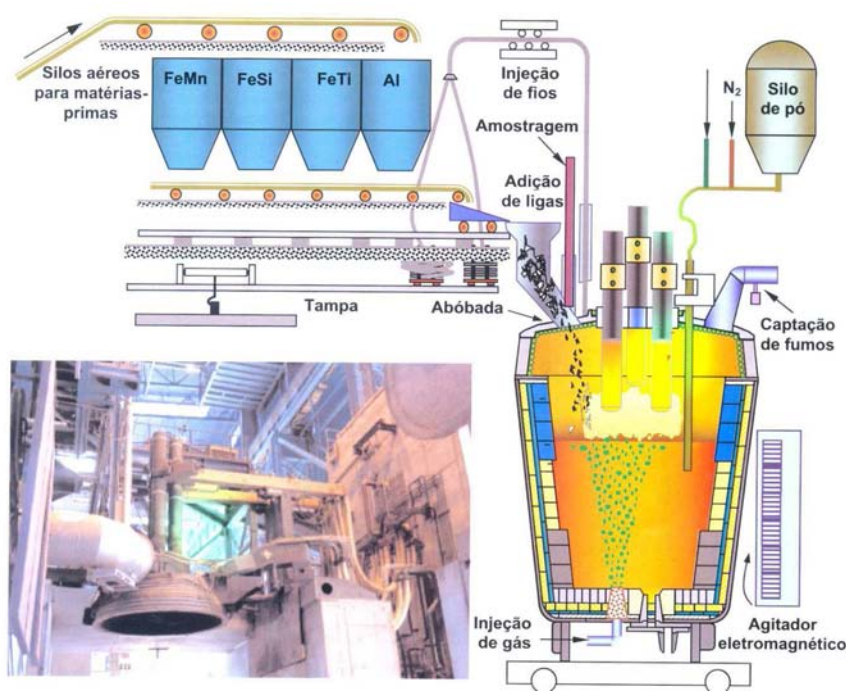 Silos aéreos
para matérias-
primas
FeMn
FeSi
FeTi
Al
Injeção
de fios
Amostragem
Adição
de ligas
N₂
Silo
de pó
Tampa
Abóbada
Captação
de fumos
Injeção
de gás
Agitador
eletromagnético